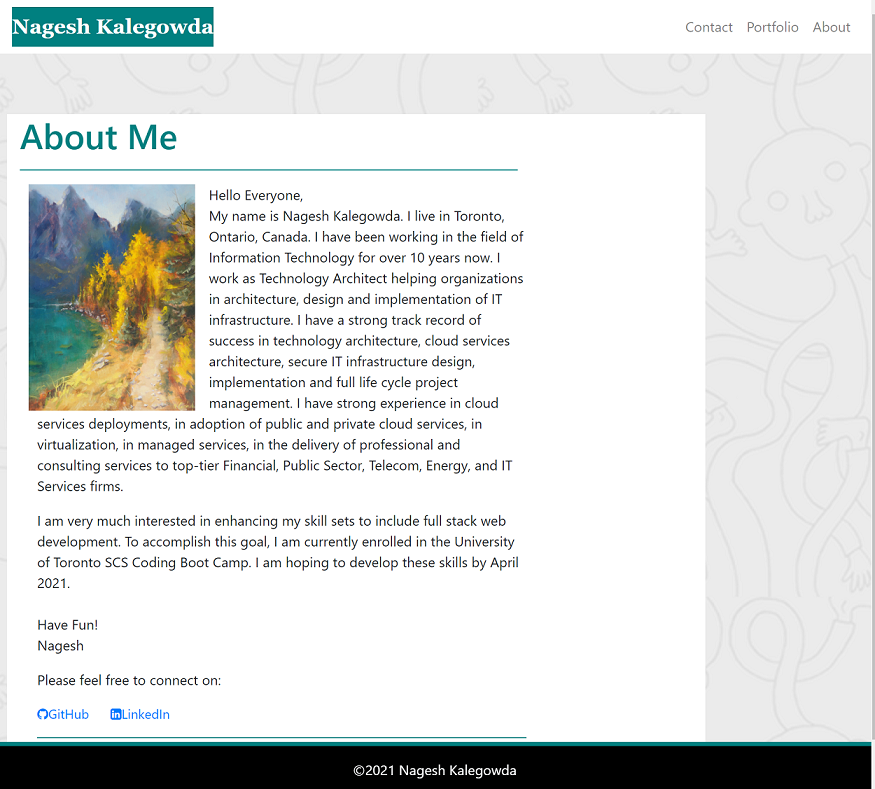 Nagesh Kalegowda
Contact Portfolio About
About Me
Hello Everyone,
My name is Nagesh Kalegowda. I live in Toronto,
Ontario, Canada. I have been working in the field of
Information Technology for over 10 years now. I
work as Technology Architect helping organizations
in architecture, design and implementation of IT
infrastructure. I have a strong track record of
success in technology architecture, cloud services
architecture, secure IT infrastructure design,
implementation and full life cycle project
management. I have strong experience in cloud
services deployments, in adoption of public and private cloud services, in
virtualization, in managed services, in the delivery of professional and
consulting services to top-tier Financial, Public Sector, Telecom, Energy, and IT
Services firms.
I am very much interested in enhancing my skill sets to include full stack web
development. To accomplish this goal, I am currently enrolled in the University
of Toronto SCS Coding Boot Camp. I am hoping to develop these skills by April
2021.
Have Fun!
Nagesh
Please feel free to connect on:
GitHub LinkedIn
©2021 Nagesh Kalegowda